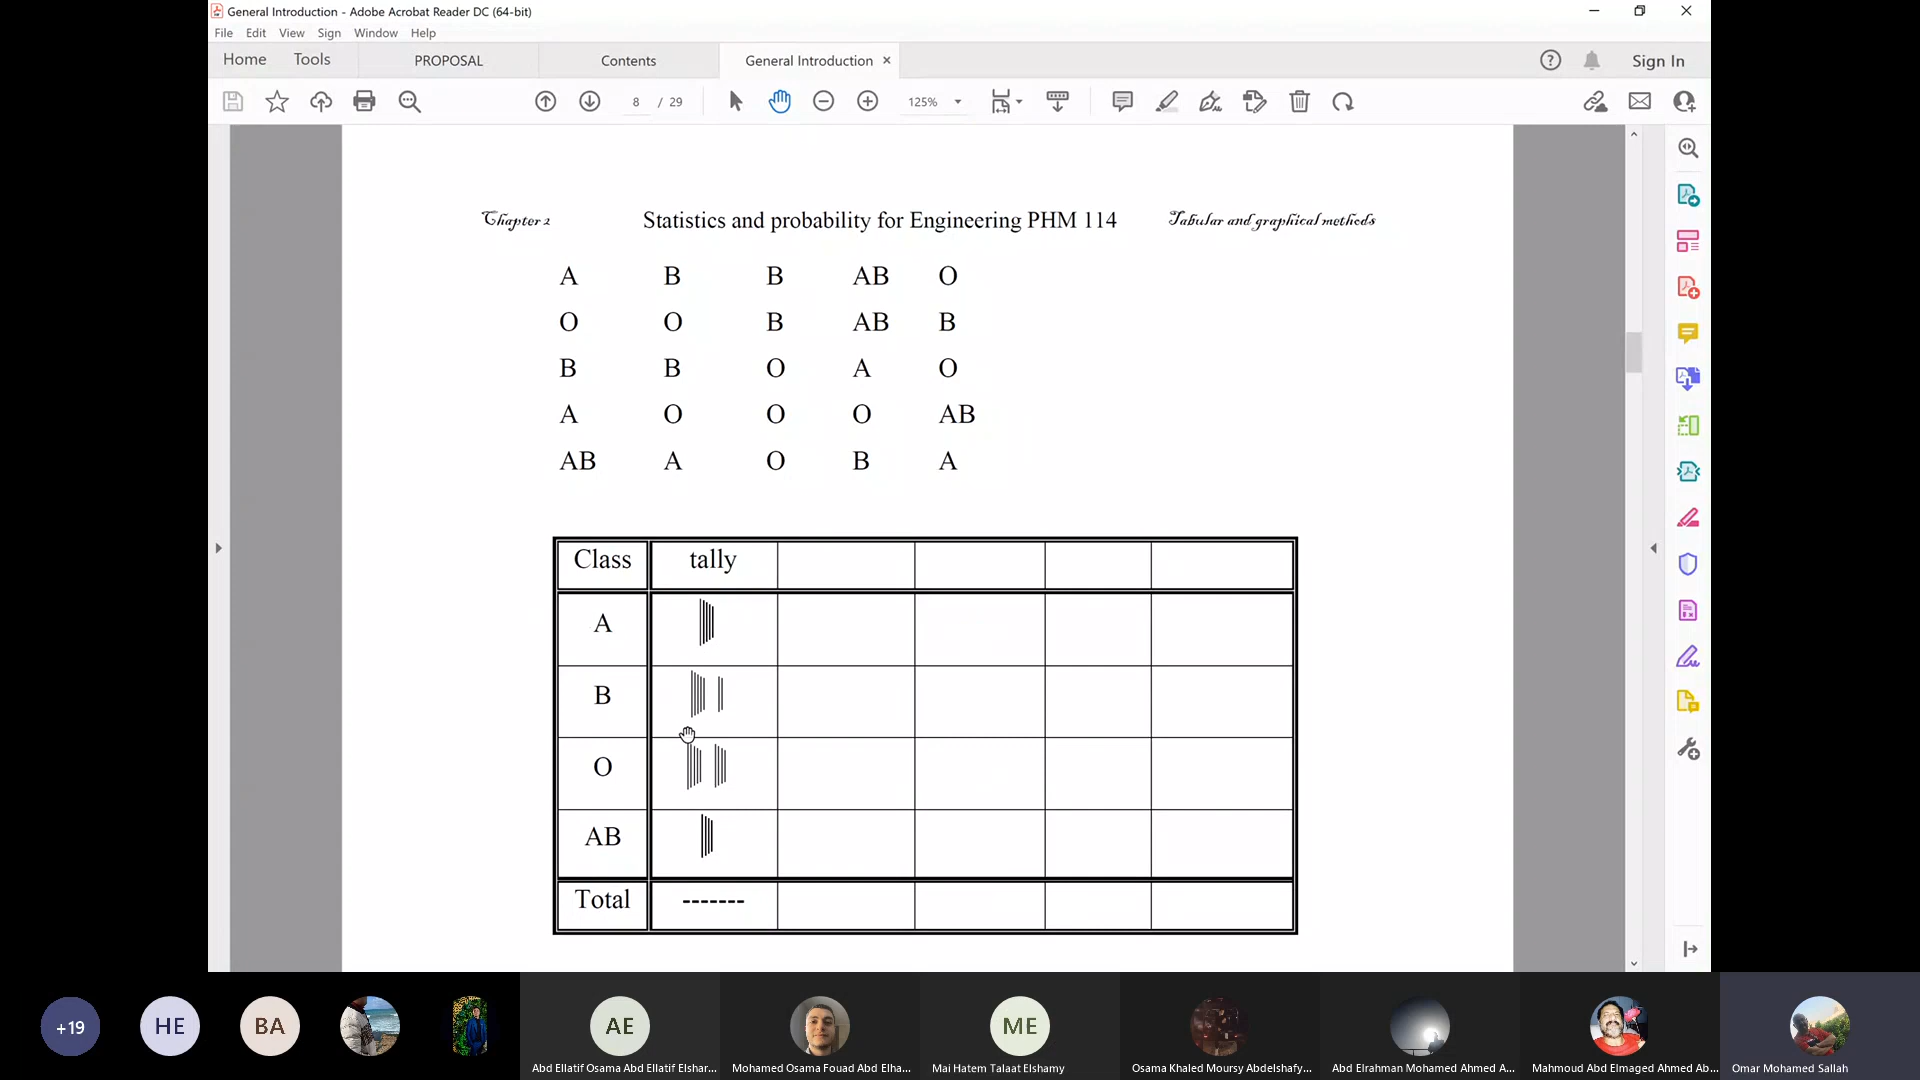 General Introduction - Adobe Acrobat Reader DC (64-bit)
File Edit View Sign Window Help
Home Tools PROPOSAL Contents General Introduction Sign In
8 / 29 125%
Chapter 2 Statistics and probability for Engineering PHM 114 Tabular and graphical methods
A B B AB O
O O B AB B
B B O A O
A O O O AB
AB A O B A
Class tally
A
B
O
AB
Total -------
+19 HE BA AE ME
Abd Ellatif Osama Abd Ellatif Elshar... Mohamed Osama Fouad Abd Elha... Mai Hatem Talaat Elshamy Osama Khaled Moursy Abdelshafy... Abd Elrahman Mohamed Ahmed A... Mahmoud Abd Elmaged Ahmed Ab... Omar Mohamed Sallah